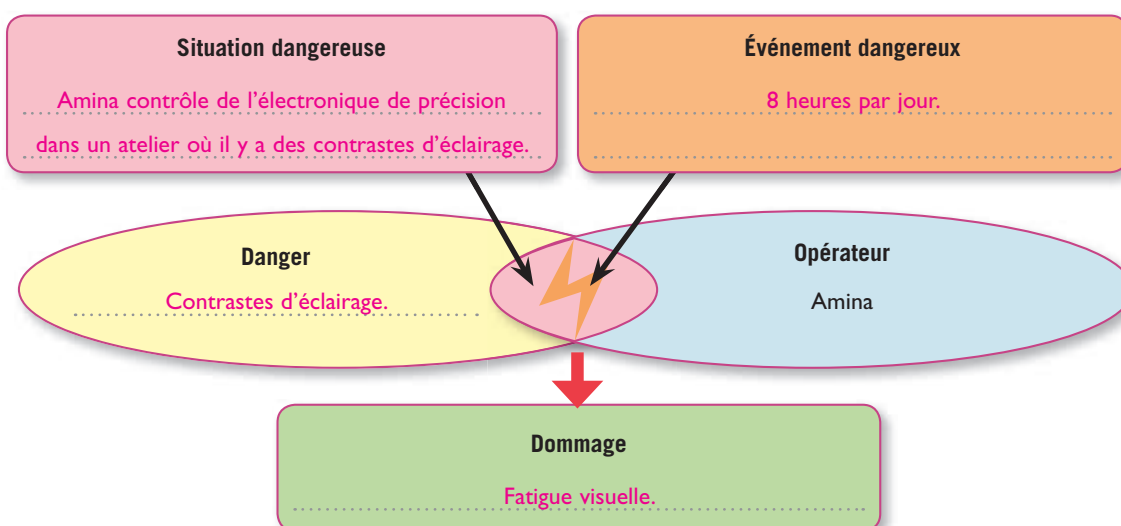 Situation dangereuse
Amina contrôle de l'électronique de précision
dans un atelier où il y a des contrastes d'éclairage.
Événement dangereux
8 heures par jour.
Danger
Contrastes d'éclairage.
Opérateur
Amina
Dommage
Fatigue visuelle.